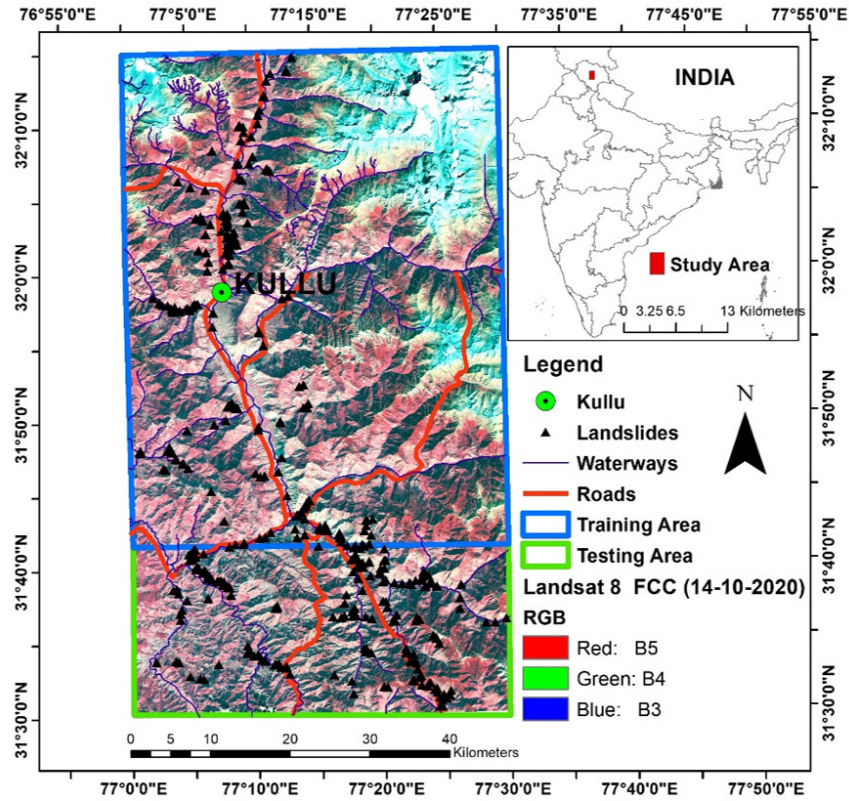 76°55'0"E 77°5'0"E 77°15'0"E 77°25'0"E 77°35'0"E 77°45'0"E 77°55'0"E
32°10'0"N
32°0'0"N
31°50'0"N
31°40'0"N
31°30'0"N
KULLU
INDIA
Study Area
0 3.25 6.5 13 Kilometers
Legend
Kullu
Landslides
Waterways
Roads
Training Area
Testing Area
Landsat 8 FCC (14-10-2020)
RGB
Red: B5
Green: B4
Blue: B3
N
32°10'0"N
32°0'0"N
31°50'0"N
31°40'0"N
31°30'0"N
0 5 10 20 30 40
Kilometers
77°0'0"E 77°10'0"E 77°20'0"E 77°30'0"E 77°40'0"E 77°50'0"E